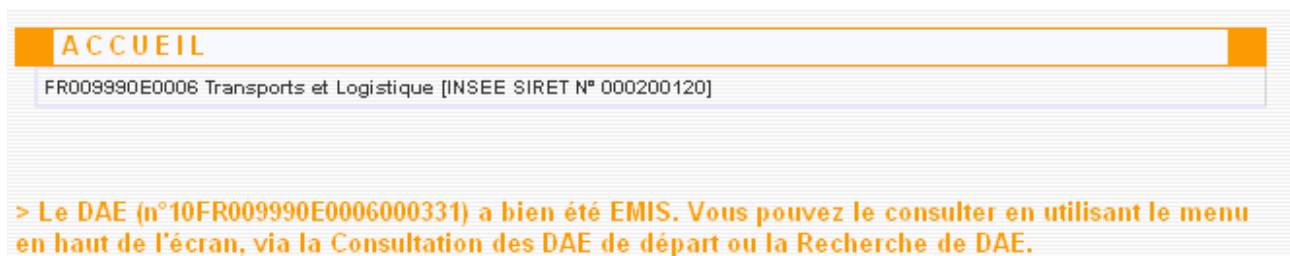 ACCUEIL
FR009990E0006 Transports et Logistique [INSEE SIRET N° 000200120]
> Le DAE (n°10FR009990E0006000331) a bien été EMIS. Vous pouvez le consulter en utilisant le menu
en haut de l'écran, via la Consultation des DAE de départ ou la Recherche de DAE.